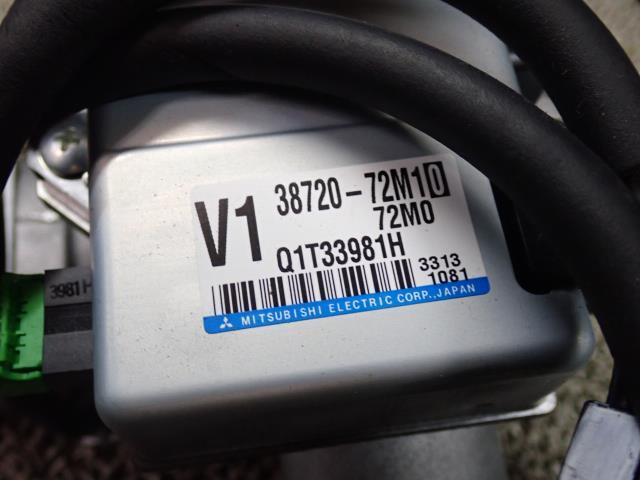 V1 38720-72M10
72M0
Q1T33981H
3313
1081
MITSUBISHI ELECTRIC CORP., JAPAN
3981H